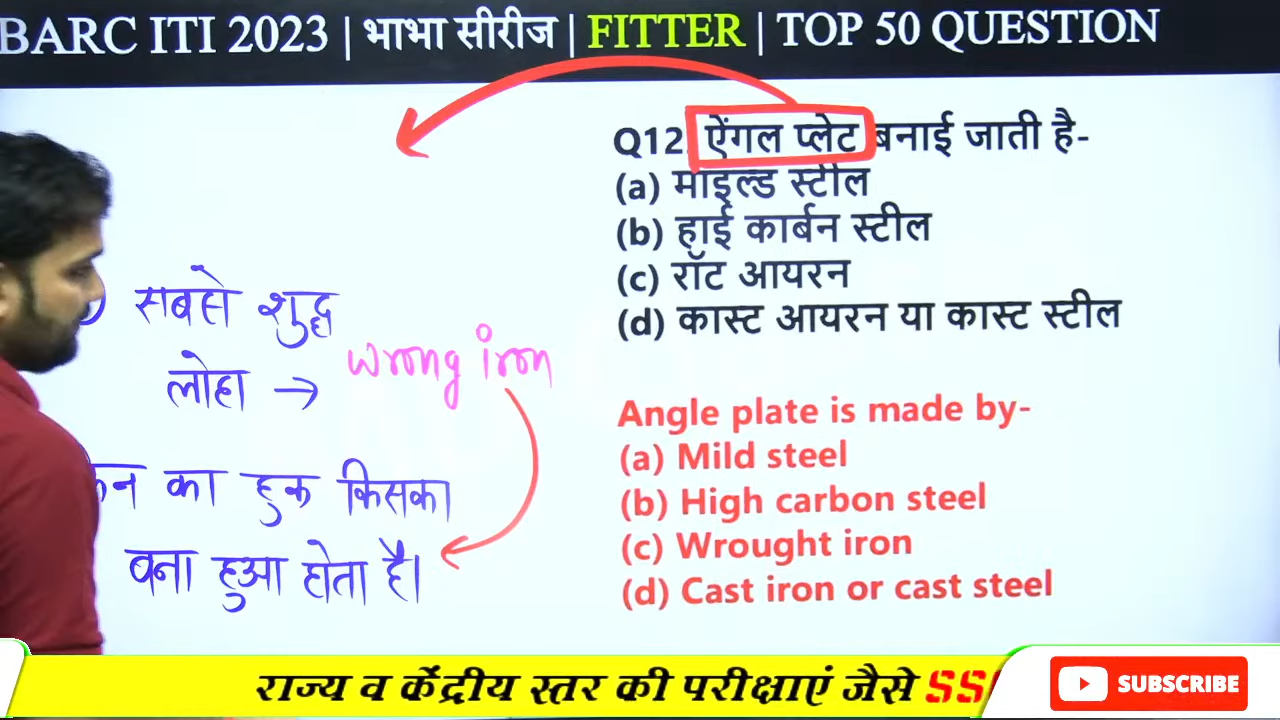 BARC ITI 2023 | भाभा सीरीज | FITTER | TOP 50 QUESTION
Q12. ऐंगल प्लेट बनाई जाती है-
(a) माइल्ड स्टील
(b) हाई कार्बन स्टील
(c) रॉट आयरन
(d) कास्ट आयरन या कास्ट स्टील
Angle plate is made by-
(a) Mild steel
(b) High carbon steel
(c) Wrought iron
(d) Cast iron or cast steel
सबसे शुद्ध
लोहा → wrong iron
का हुक किसका
बना हुआ होता है।
राज्य व केंद्रीय स्तर की परीक्षाएं जैसे SS
SUBSCRIBE